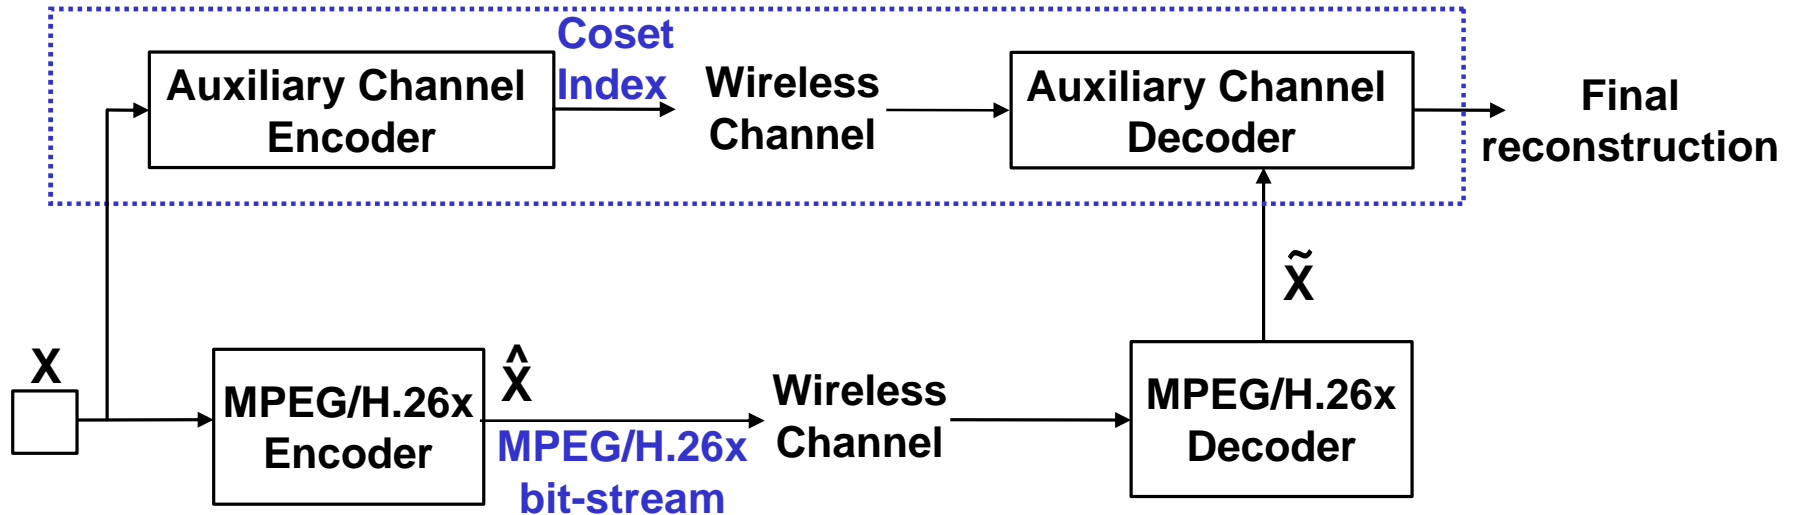 Coset
Index
Auxiliary Channel
Encoder
Wireless
Channel
Auxiliary Channel
Decoder
Final
reconstruction
X̃
X
MPEG/H.26x
Encoder
X̂
MPEG/H.26x
bit-stream
Wireless
Channel
MPEG/H.26x
Decoder